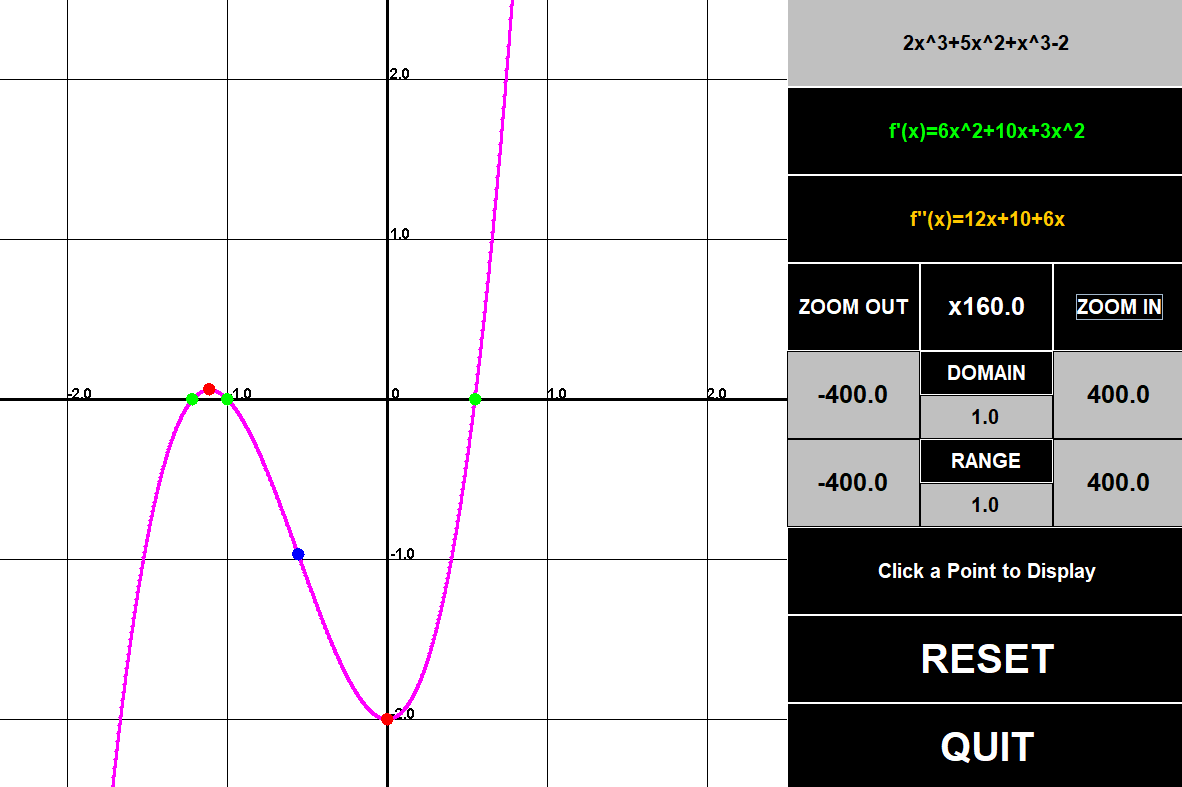 2.0
1.0
-2.0
1.0
0
1.0
2.0
-1.0
-2.0
2x^3+5x^2+x^3-2
f'(x)=6x^2+10x+3x^2
f''(x)=12x+10+6x
ZOOM OUT
x160.0
ZOOM IN
-400.0
DOMAIN
1.0
400.0
-400.0
RANGE
1.0
400.0
Click a Point to Display
RESET
QUIT